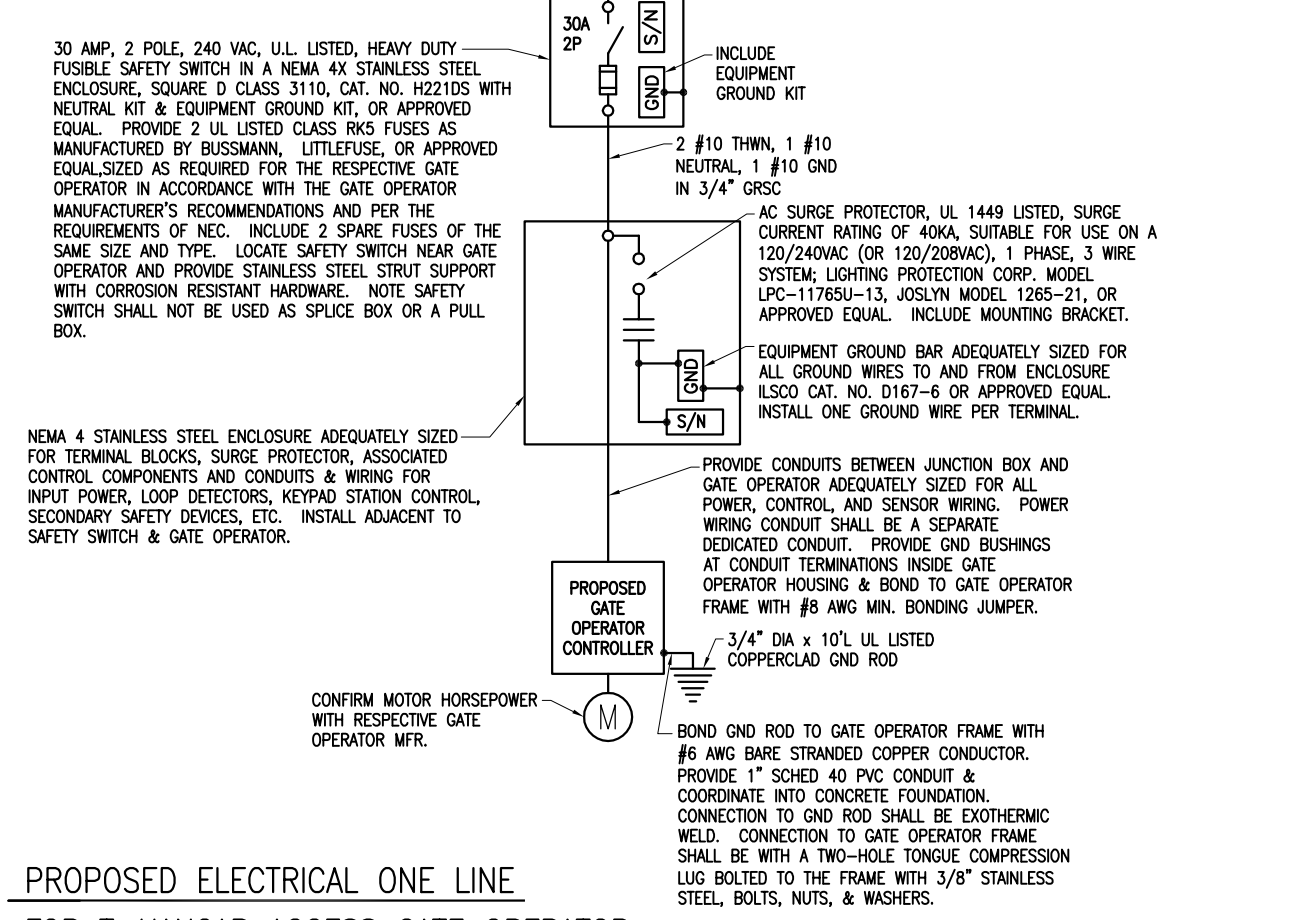 30A
2P
S/N
GND
30 AMP, 2 POLE, 240 VAC, U.L. LISTED, HEAVY DUTY
FUSIBLE SAFETY SWITCH IN A NEMA 4X STAINLESS STEEL
ENCLOSURE, SQUARE D CLASS 3110, CAT. NO. H221DS WITH
NEUTRAL KIT & EQUIPMENT GROUND KIT, OR APPROVED
EQUAL. PROVIDE 2 UL LISTED CLASS RK5 FUSES AS
MANUFACTURED BY BUSSMANN, LITTLEFUSE, OR APPROVED
EQUAL,SIZED AS REQUIRED FOR THE RESPECTIVE GATE
OPERATOR IN ACCORDANCE WITH THE GATE OPERATOR
MANUFACTURER'S RECOMMENDATIONS AND PER THE
REQUIREMENTS OF NEC. INCLUDE 2 SPARE FUSES OF THE
SAME SIZE AND TYPE. LOCATE SAFETY SWITCH NEAR GATE
OPERATOR AND PROVIDE STAINLESS STEEL STRUT SUPPORT
WITH CORROSION RESISTANT HARDWARE. NOTE SAFETY
SWITCH SHALL NOT BE USED AS SPLICE BOX OR A PULL
BOX.
INCLUDE
EQUIPMENT
GROUND KIT
2 #10 THWN, 1 #10
NEUTRAL, 1 #10 GND
IN 3/4" GRSC
AC SURGE PROTECTOR, UL 1449 LISTED, SURGE
CURRENT RATING OF 40KA, SUITABLE FOR USE ON A
120/240VAC (OR 120/208VAC), 1 PHASE, 3 WIRE
SYSTEM; LIGHTING PROTECTION CORP. MODEL
LPC-11765U-13, JOSLYN MODEL 1265-21, OR
APPROVED EQUAL. INCLUDE MOUNTING BRACKET.
GND
S/N
EQUIPMENT GROUND BAR ADEQUATELY SIZED FOR
ALL GROUND WIRES TO AND FROM ENCLOSURE
ILSCO CAT. NO. D167-6 OR APPROVED EQUAL.
INSTALL ONE GROUND WIRE PER TERMINAL.
NEMA 4 STAINLESS STEEL ENCLOSURE ADEQUATELY SIZED
FOR TERMINAL BLOCKS, SURGE PROTECTOR, ASSOCIATED
CONTROL COMPONENTS AND CONDUITS & WIRING FOR
INPUT POWER, LOOP DETECTORS, KEYPAD STATION CONTROL,
SECONDARY SAFETY DEVICES, ETC. INSTALL ADJACENT TO
SAFETY SWITCH & GATE OPERATOR.
PROVIDE CONDUITS BETWEEN JUNCTION BOX AND
GATE OPERATOR ADEQUATELY SIZED FOR ALL
POWER, CONTROL, AND SENSOR WIRING. POWER
WIRING CONDUIT SHALL BE A SEPARATE
DEDICATED CONDUIT. PROVIDE GND BUSHINGS
AT CONDUIT TERMINATIONS INSIDE GATE
OPERATOR HOUSING & BOND TO GATE OPERATOR
FRAME WITH #8 AWG MIN. BONDING JUMPER.
PROPOSED
GATE
OPERATOR
CONTROLLER
3/4" DIA x 10'L UL LISTED
COPPERCLAD GND ROD
CONFIRM MOTOR HORSEPOWER
WITH RESPECTIVE GATE
OPERATOR MFR.
M
BOND GND ROD TO GATE OPERATOR FRAME WITH
#6 AWG BARE STRANDED COPPER CONDUCTOR.
PROVIDE 1" SCHED 40 PVC CONDUIT &
COORDINATE INTO CONCRETE FOUNDATION.
CONNECTION TO GND ROD SHALL BE EXOTHERMIC
WELD. CONNECTION TO GATE OPERATOR FRAME
SHALL BE WITH A TWO-HOLE TONGUE COMPRESSION
LUG BOLTED TO THE FRAME WITH 3/8" STAINLESS
STEEL, BOLTS, NUTS, & WASHERS.
PROPOSED ELECTRICAL ONE LINE